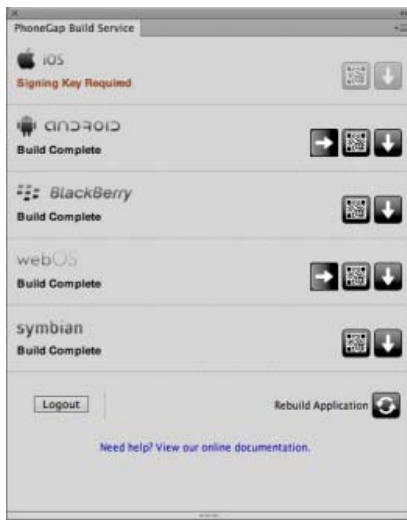 PhoneGap Build Service
iOS
Signing Key Required
android
Build Complete
BlackBerry
Build Complete
webOS
Build Complete
symbian
Build Complete
Logout
Rebuild Application
Need help? View our online documentation.